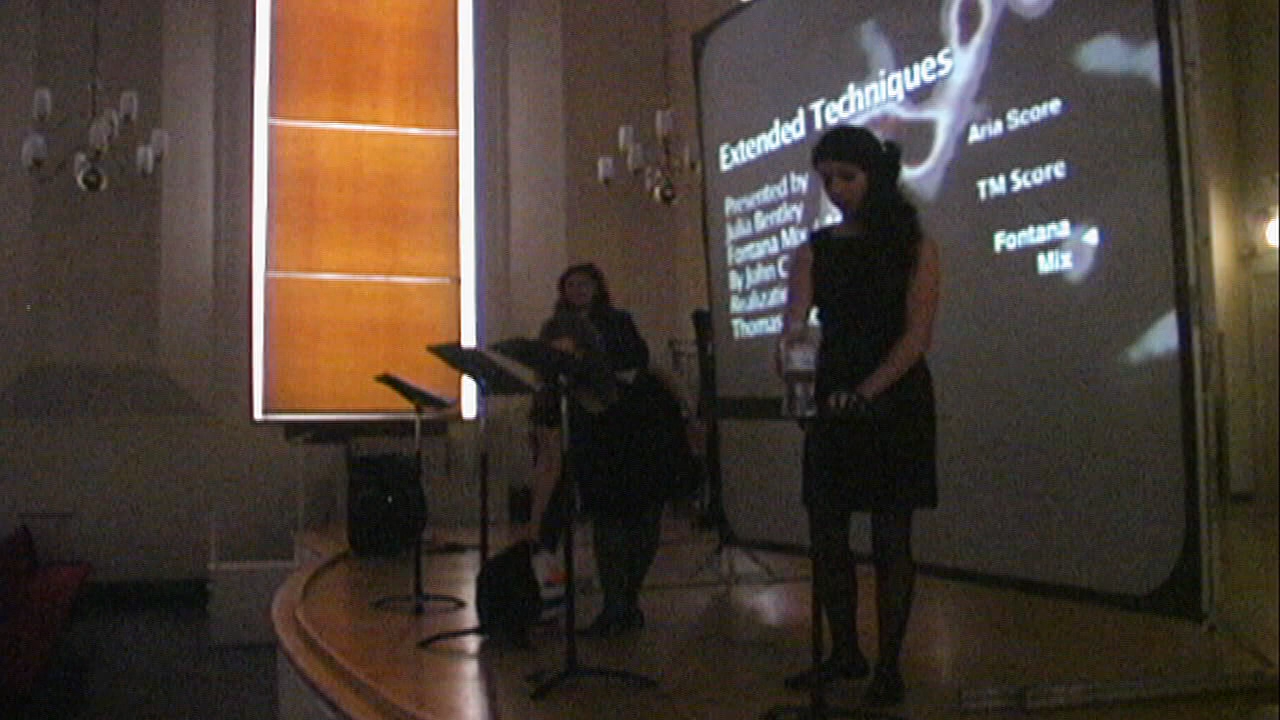 Extended Techniques
Presented by
Julia Bentley
Fontana Mix
By John C
Thomas
Aria Score
TM Score
Fontana
Mix